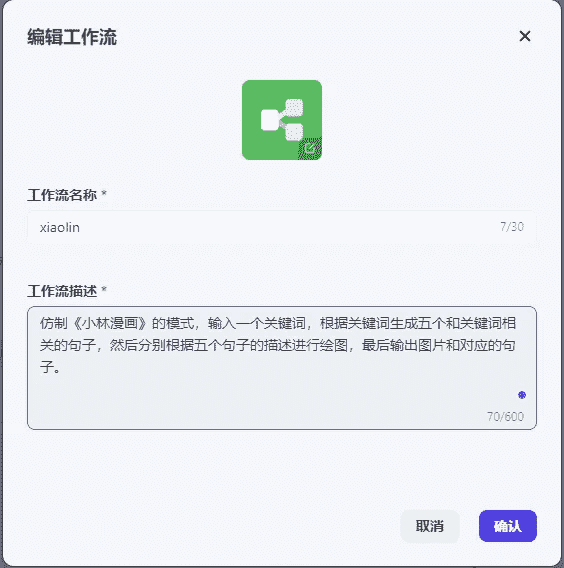 编辑工作流
工作流名称 *
xiaolin
7/30
工作流描述 *
仿制《小林漫画》的模式，输入一个关键词，根据关键词生成五个和关键词相
关的句子，然后分别根据五个句子的描述进行绘图，最后输出图片和对应的句
子。
70/600
取消
确认